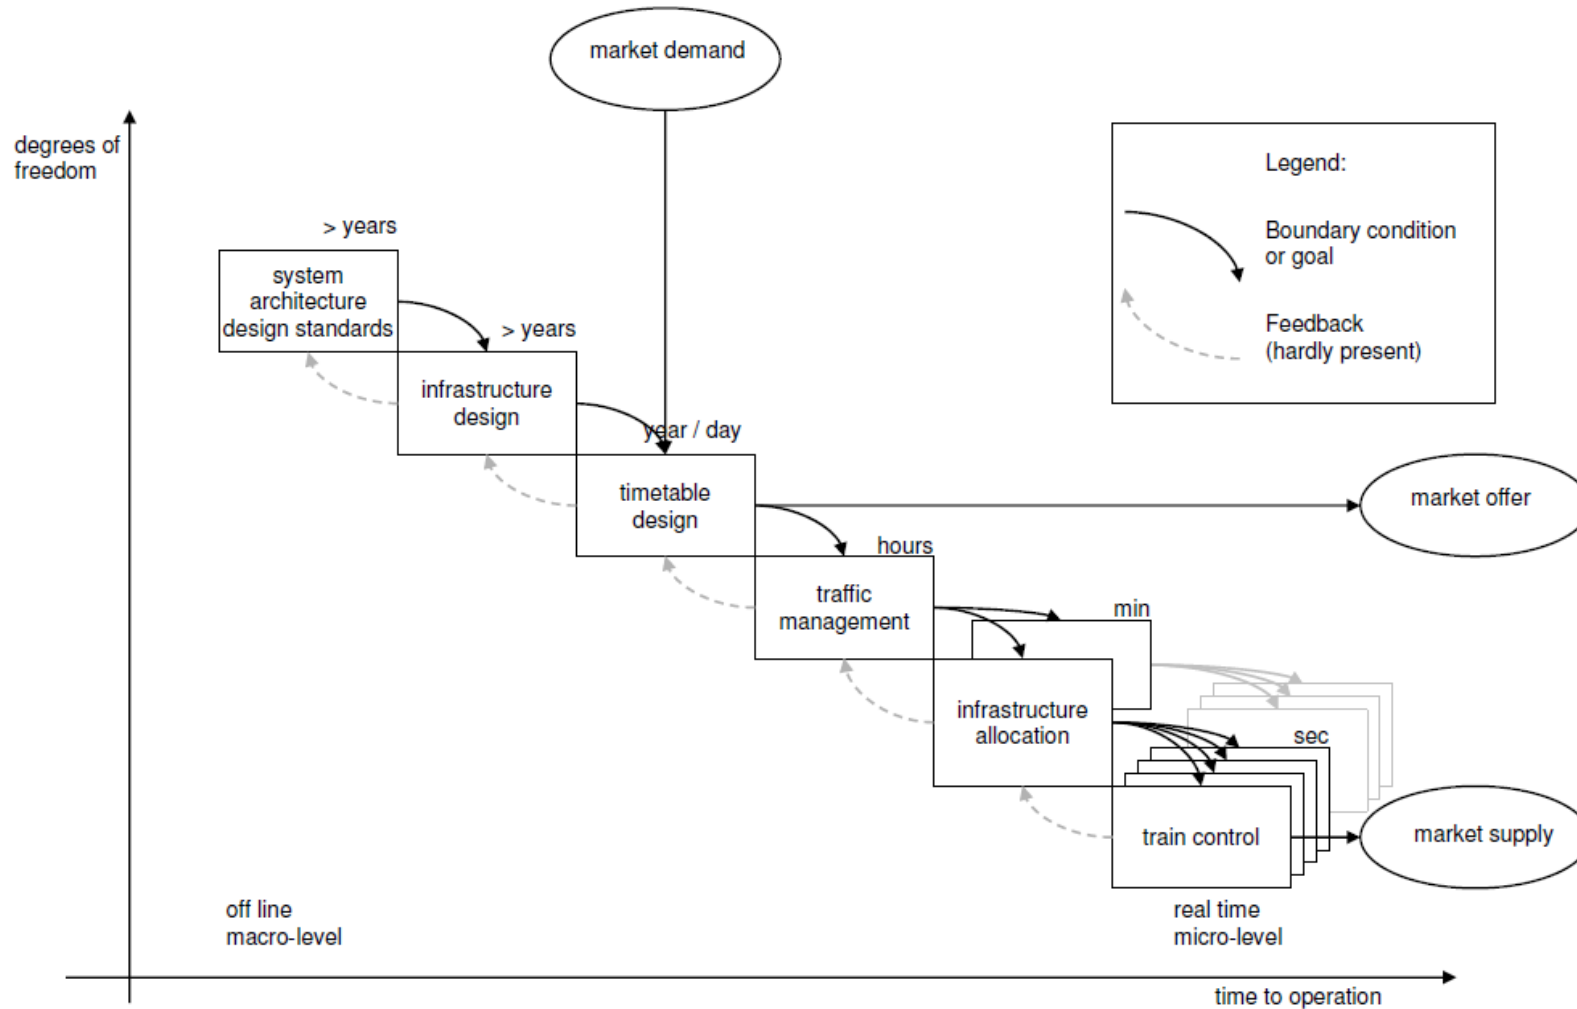 market demand
degrees of
freedom
Legend:
> years
Boundary condition
or goal
system
architecture
design standards
> years
Feedback
(hardly present)
infrastructure
design
year / day
timetable
design
market offer
hours
traffic
management
min
infrastructure
allocation
sec
train control
market supply
off line
macro-level
real time
micro-level
time to operation